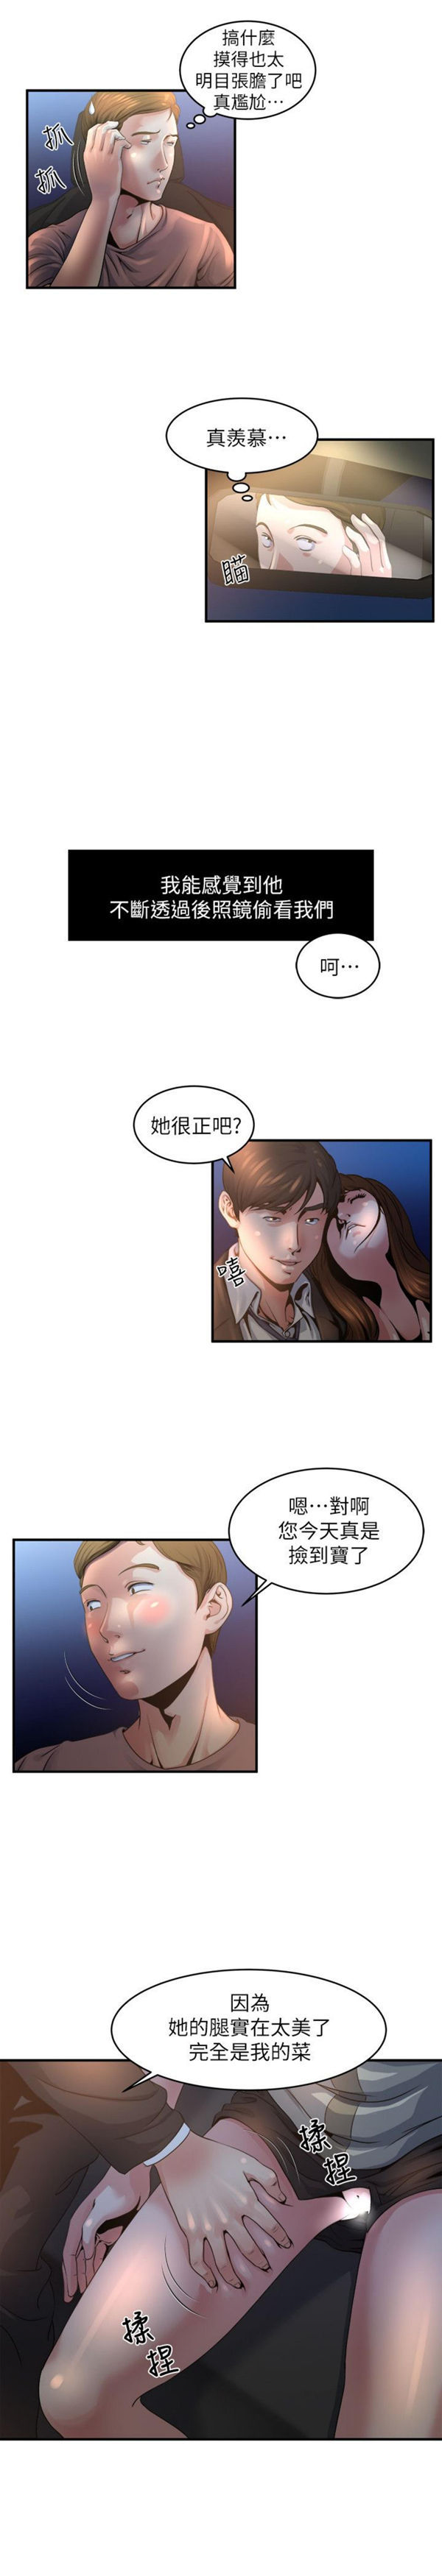 搞什麼
摸得也太
明目張膽了吧
真尷尬…
抓
抓
真羨慕…
瞄
我能感覺到他
不斷透過後照鏡偷看我們
呵…
她很正吧?
嘻
嗯…對啊
您今天真是
撿到寶了
因為
她的腿實在太美了
完全是我的菜
揉
捏
揉
捏